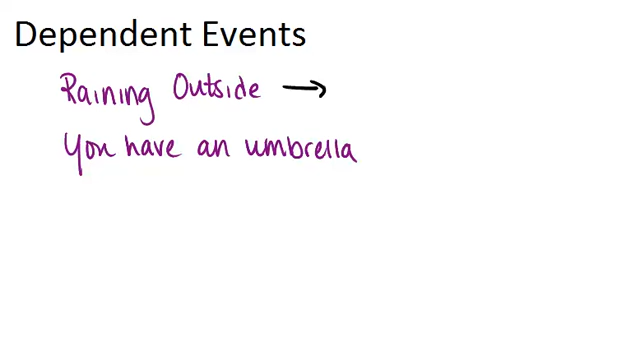 Dependent Events
Raining Outside →
You have an umbrella